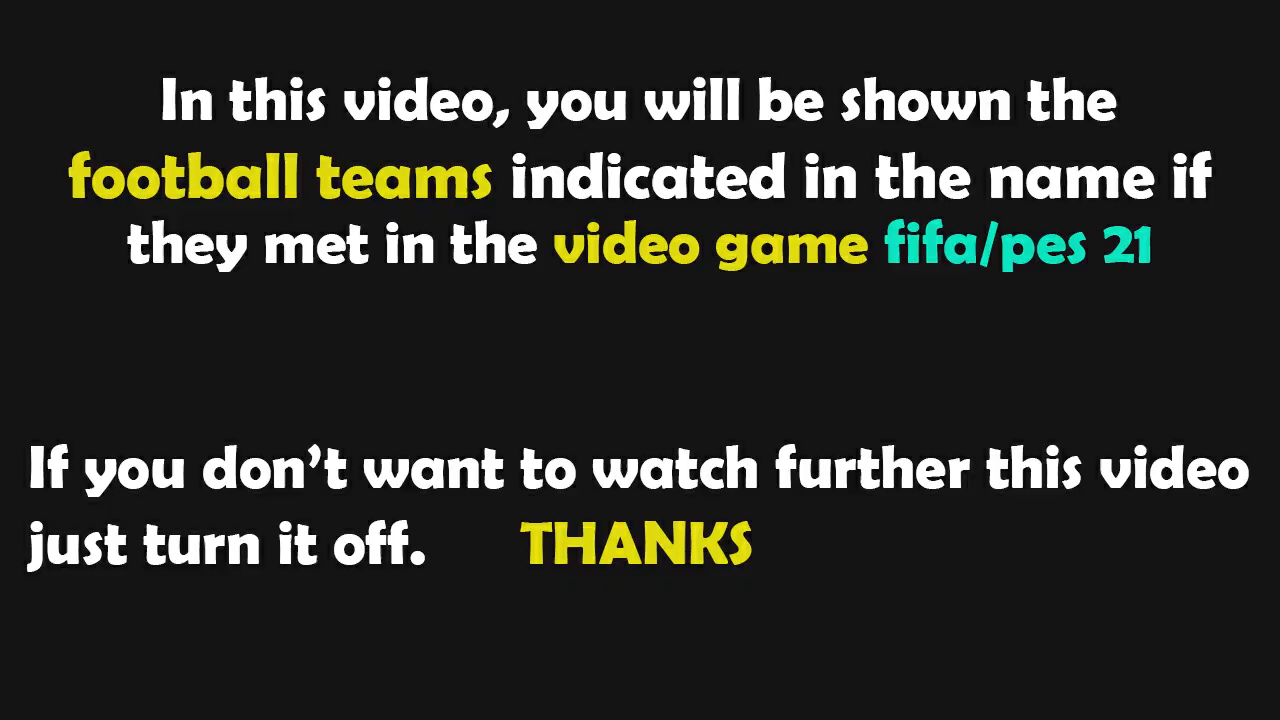 In this video, you will be shown the
football teams indicated in the name if
they met in the video game fifa/pes 21
If you don't want to watch further this video
just turn it off. THANKS